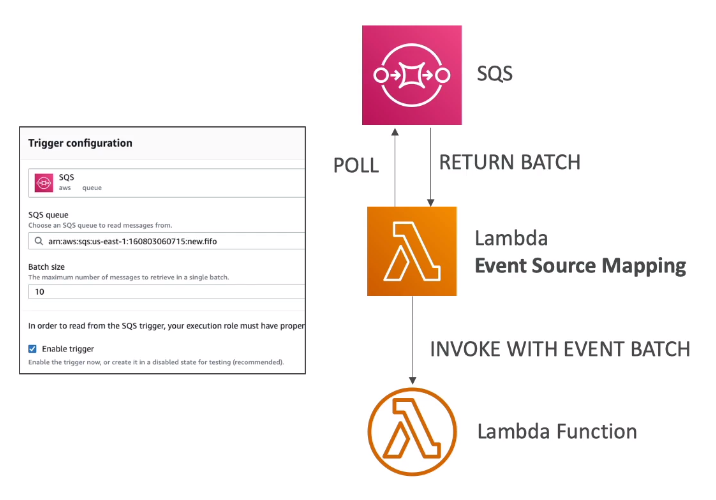 Trigger configuration
SQS
aws queue
SQS queue
Choose an SQS queue to read messages from.
arn:aws:sqs:us-east-1:160803060715:new.fifo
Batch size
The maximum number of messages to retrieve in a single batch.
10
In order to read from the SQS trigger, your execution role must have proper
Enable trigger
Enable the trigger now, or create it in a disabled state for testing (recommended).
SQS
POLL
RETURN BATCH
Lambda
Event Source Mapping
INVOKE WITH EVENT BATCH
Lambda Function